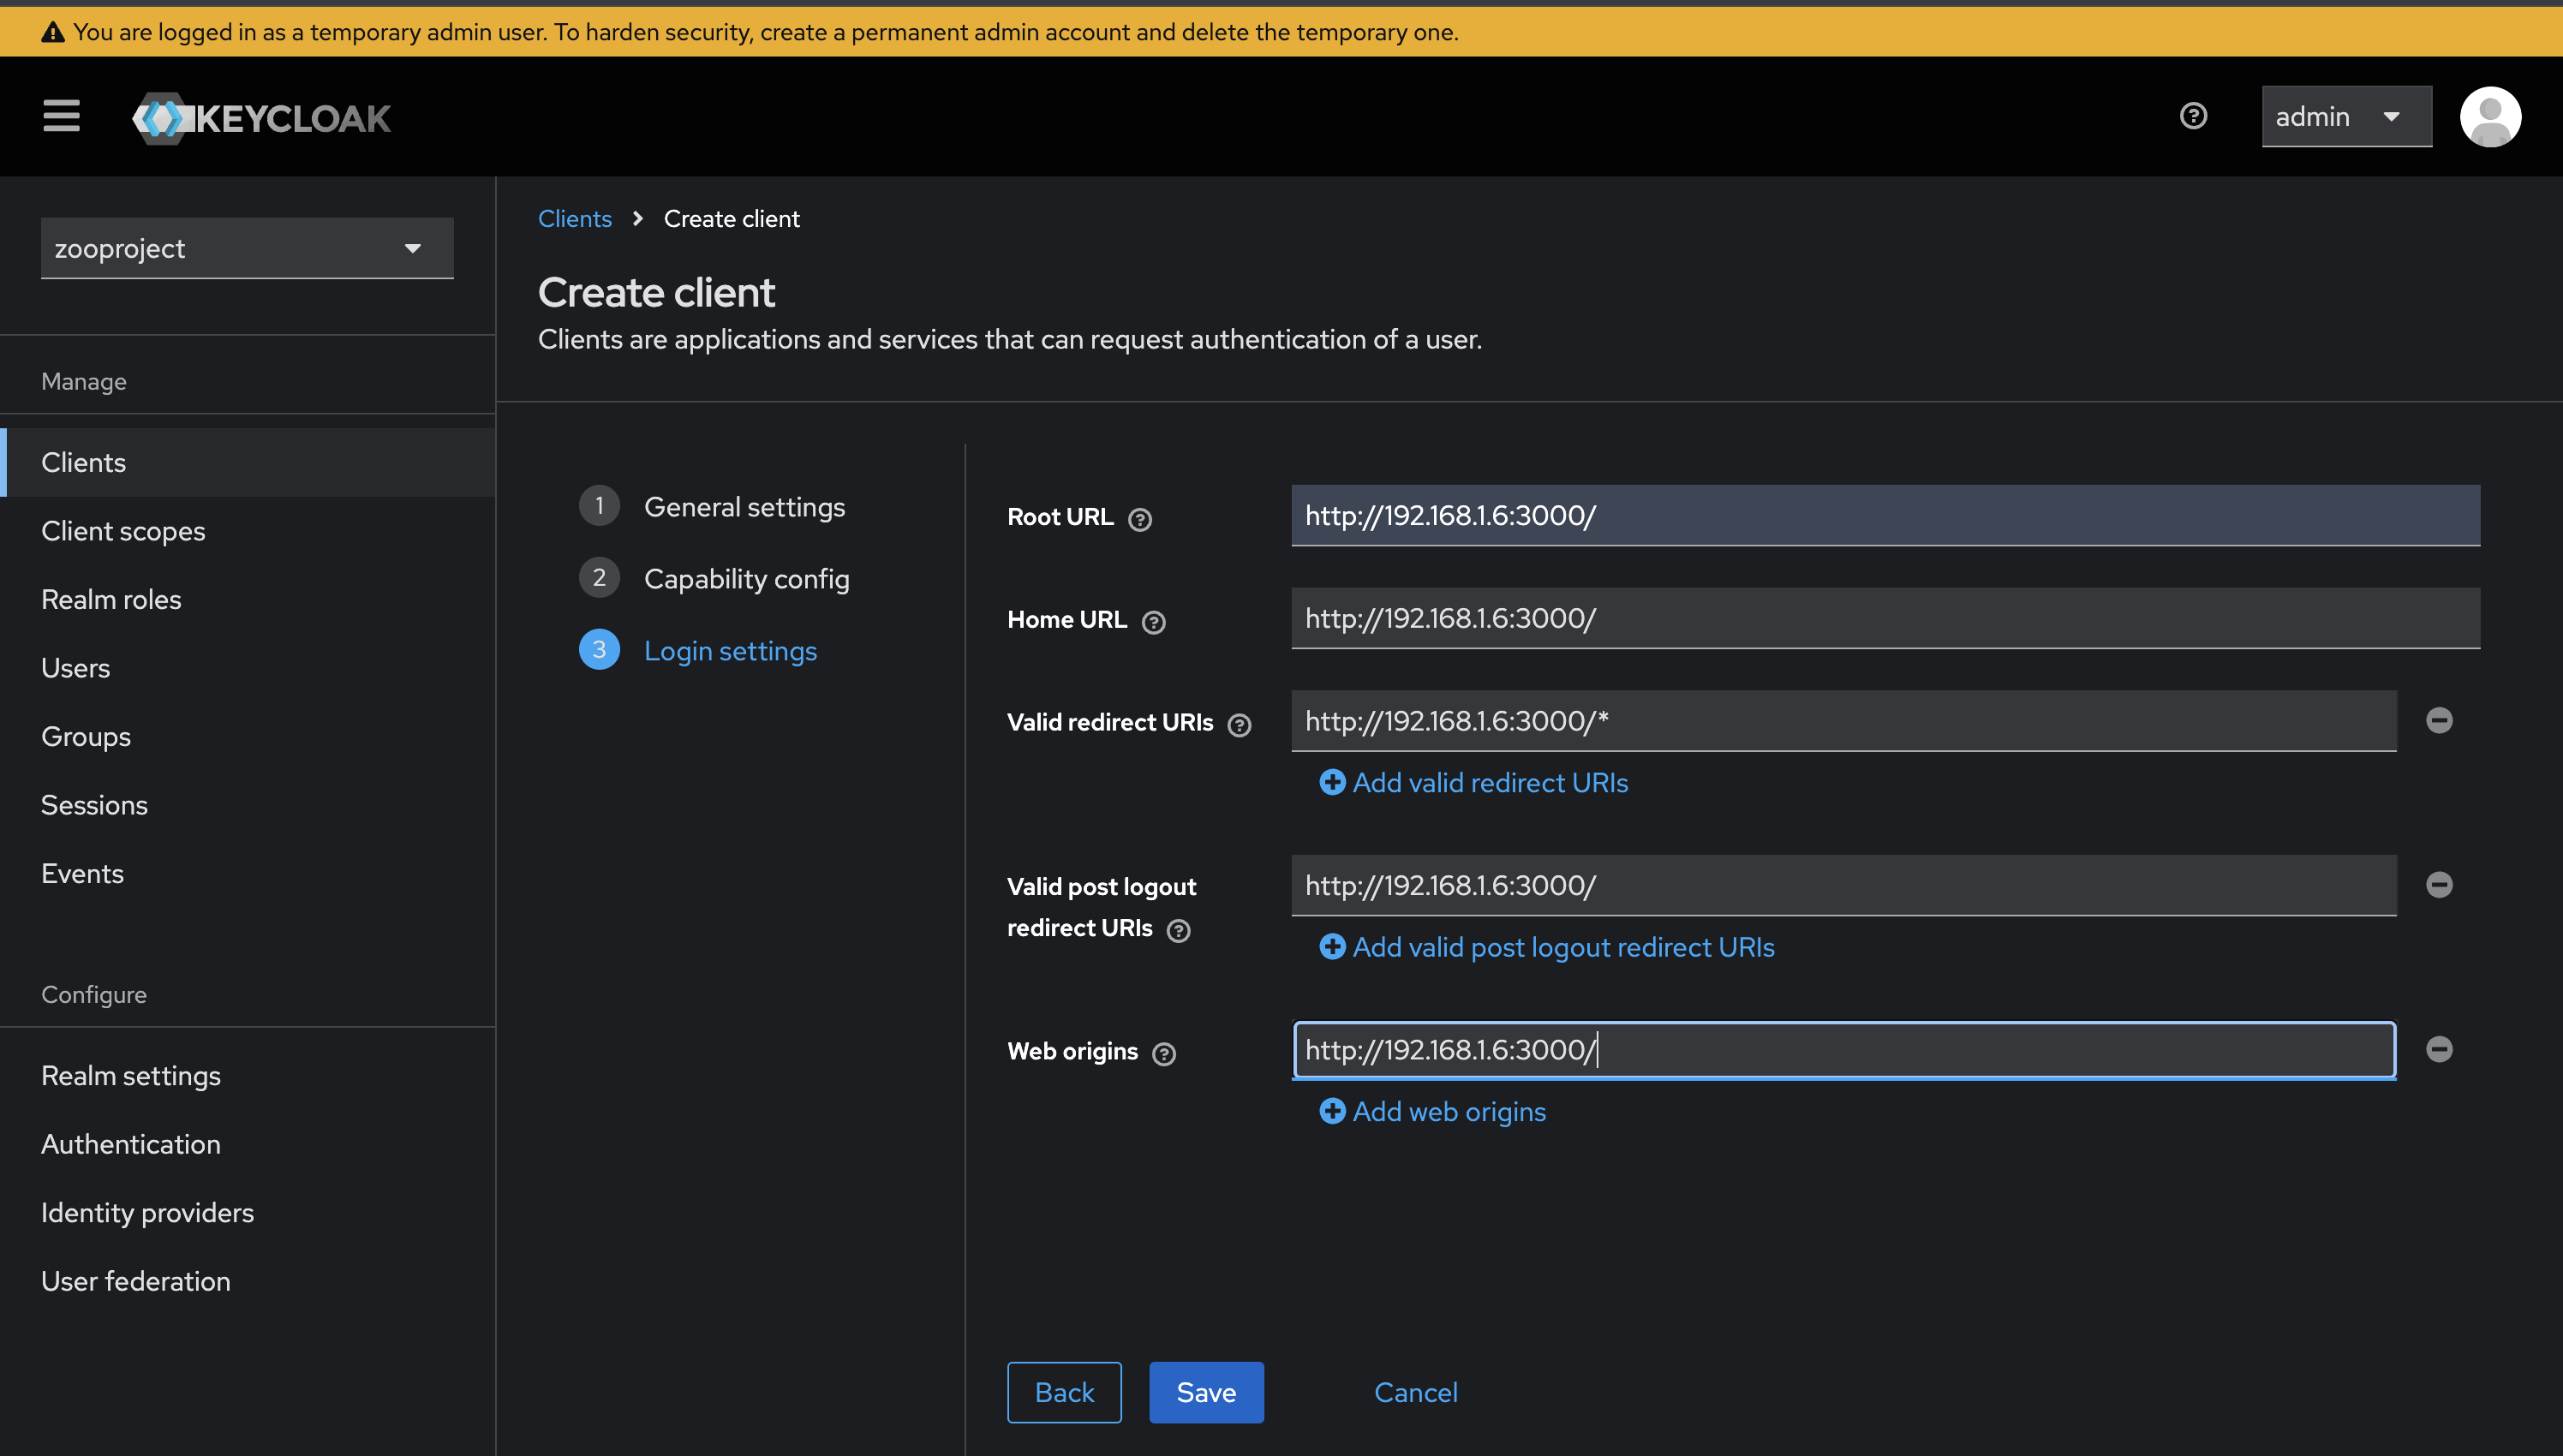 You are logged in as a temporary admin user. To harden security, create a permanent admin account and delete the temporary one.
KEYCLOAK
admin
zooproject
Manage
Clients
Client scopes
Realm roles
Users
Groups
Sessions
Events
Configure
Realm settings
Authentication
Identity providers
User federation
Clients > Create client
Create client
Clients are applications and services that can request authentication of a user.
1 General settings
2 Capability config
3 Login settings
Root URL
http://192.168.1.6:3000/
Home URL
http://192.168.1.6:3000/
Valid redirect URIs
http://192.168.1.6:3000/*
Add valid redirect URIs
Valid post logout
redirect URIs
http://192.168.1.6:3000/
Add valid post logout redirect URIs
Web origins
http://192.168.1.6:3000/
Add web origins
Back
Save
Cancel